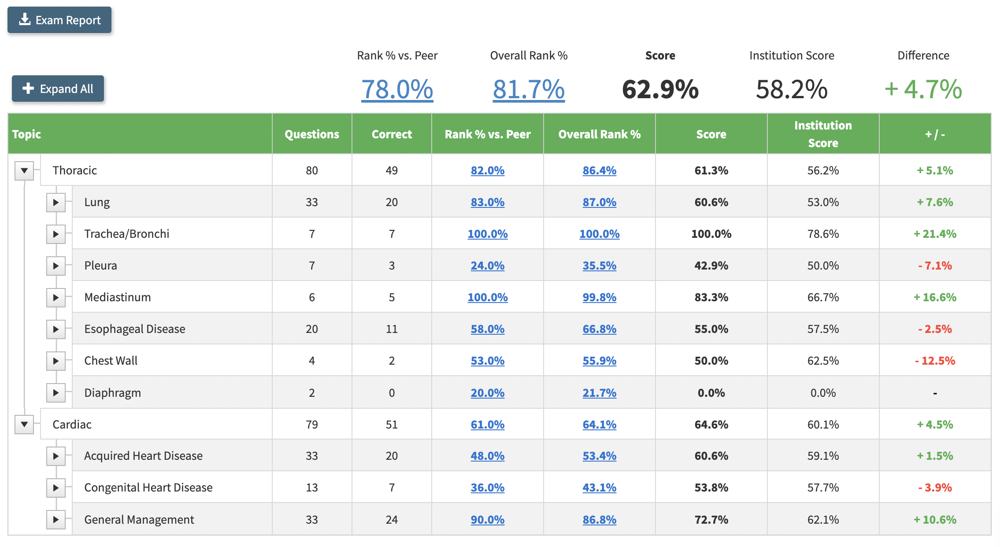 Exam Report
Rank % vs. Peer Overall Rank % Score Institution Score Difference
Expand All 78.0% 81.7% 62.9% 58.2% + 4.7%
Topic Questions Correct Rank % vs. Peer Overall Rank % Score Institution Score + / -
Thoracic 80 49 82.0% 86.4% 61.3% 56.2% + 5.1%
Lung 33 20 83.0% 87.0% 60.6% 53.0% + 7.6%
Trachea/Bronchi 7 7 100.0% 100.0% 100.0% 78.6% + 21.4%
Pleura 7 3 24.0% 35.5% 42.9% 50.0% - 7.1%
Mediastinum 6 5 100.0% 99.8% 83.3% 66.7% + 16.6%
Esophageal Disease 20 11 58.0% 66.8% 55.0% 57.5% - 2.5%
Chest Wall 4 2 53.0% 55.9% 50.0% 62.5% - 12.5%
Diaphragm 2 0 20.0% 21.7% 0.0% 0.0% -
Cardiac 79 51 61.0% 64.1% 64.6% 60.1% + 4.5%
Acquired Heart Disease 33 20 48.0% 53.4% 60.6% 59.1% + 1.5%
Congenital Heart Disease 13 7 36.0% 43.1% 53.8% 57.7% - 3.9%
General Management 33 24 90.0% 86.8% 72.7% 62.1% + 10.6%